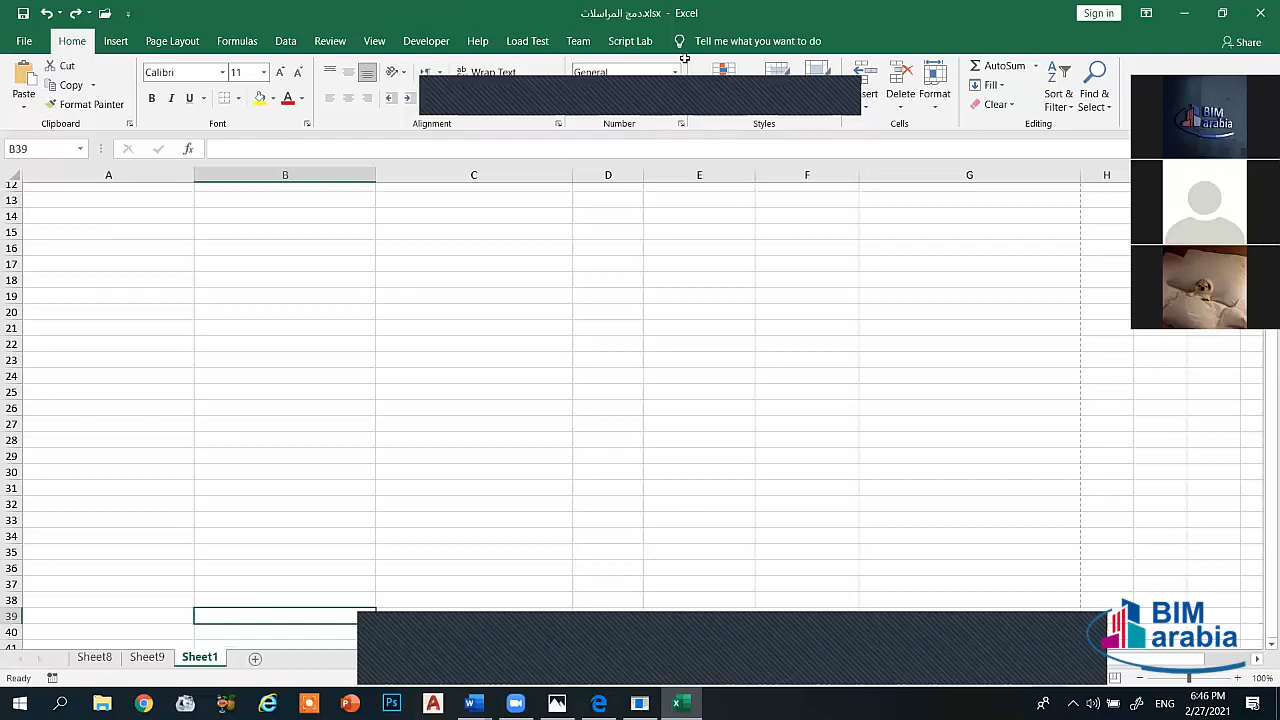 دمج المراسلات.xlsx - Excel
Sign in
File Home Insert Page Layout Formulas Data Review View Developer Help Load Test Team Script Lab Tell me what you want to do Share
Paste Cut Copy Format Painter Clipboard
Calibri 11 B I U Font
Wrap Text Alignment
General Number
Styles
Delete Format Cells
AutoSum Fill Clear Sort & Filter Find & Select Editing
B39 fx
A B C D E F G H
12
13
14
15
16
17
18
19
20
21
22
23
24
25
26
27
28
29
30
31
32
33
34
35
36
37
38
39
40
41
BIM arabia
BIM
arabia
Sheet8 Sheet9 Sheet1
Ready 100%
ENG 6:46 PM
2/27/2021